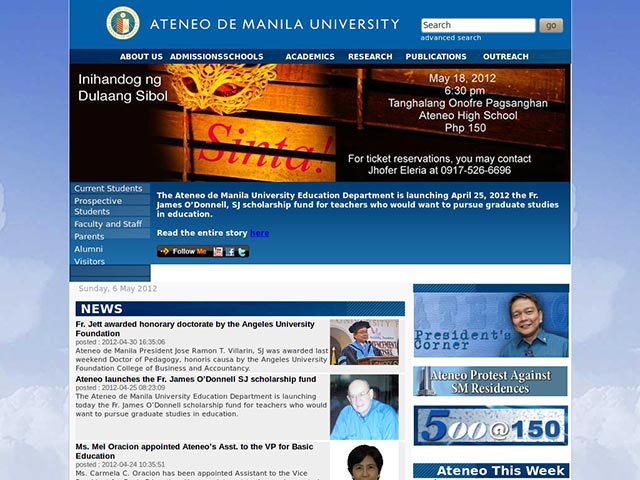 ATENEO DE MANILA UNIVERSITY
Search
go
advanced search
ABOUT US ADMISSIONS SCHOOLS ACADEMICS RESEARCH PUBLICATIONS OUTREACH
Inihandog ng
Dulaang Sibol
Sinta!
May 18, 2012
6:30 pm
Tanghalang Onofre Pagsanghan
Ateneo High School
Php 150
For ticket reservations, you may contact
Jhofer Eleria at 0917-526-6696
Current Students
Prospective
Students
Faculty and Staff
Parents
Alumni
Visitors
The Ateneo de Manila University Education Department is launching April 25, 2012 the Fr.
James O'Donnell, SJ scholarship fund for teachers who would want to pursue graduate studies
in education.
Read the entire story here
Follow Me
Sunday, 6 May 2012
NEWS
Fr. Jett awarded honorary doctorate by the Angeles University
Foundation
posted : 2012-04-30 16:35:06
Ateneo de Manila President Jose Ramon T. Villarin, SJ was awarded last
weekend Doctor of Pedagogy, honoris causa by the Angeles University
Foundation College of Business and Accountancy.
Ateneo launches the Fr. James O'Donnell SJ scholarship fund
posted : 2012-04-25 08:23:09
The Ateneo de Manila University Education Department is launching
today the Fr. James O'Donnell scholarship fund for teachers who would
want to pursue graduate studies in education.
Ms. Mel Oracion appointed Ateneo's Asst. to the VP for Basic
Education
posted : 2012-04-24 10:35:51
Ms. Carmela C. Oracion has been appointed Assistant to the Vice
President's
Corner
Ateneo Protest Against
SM Residences
500@150
Ateneo This Week